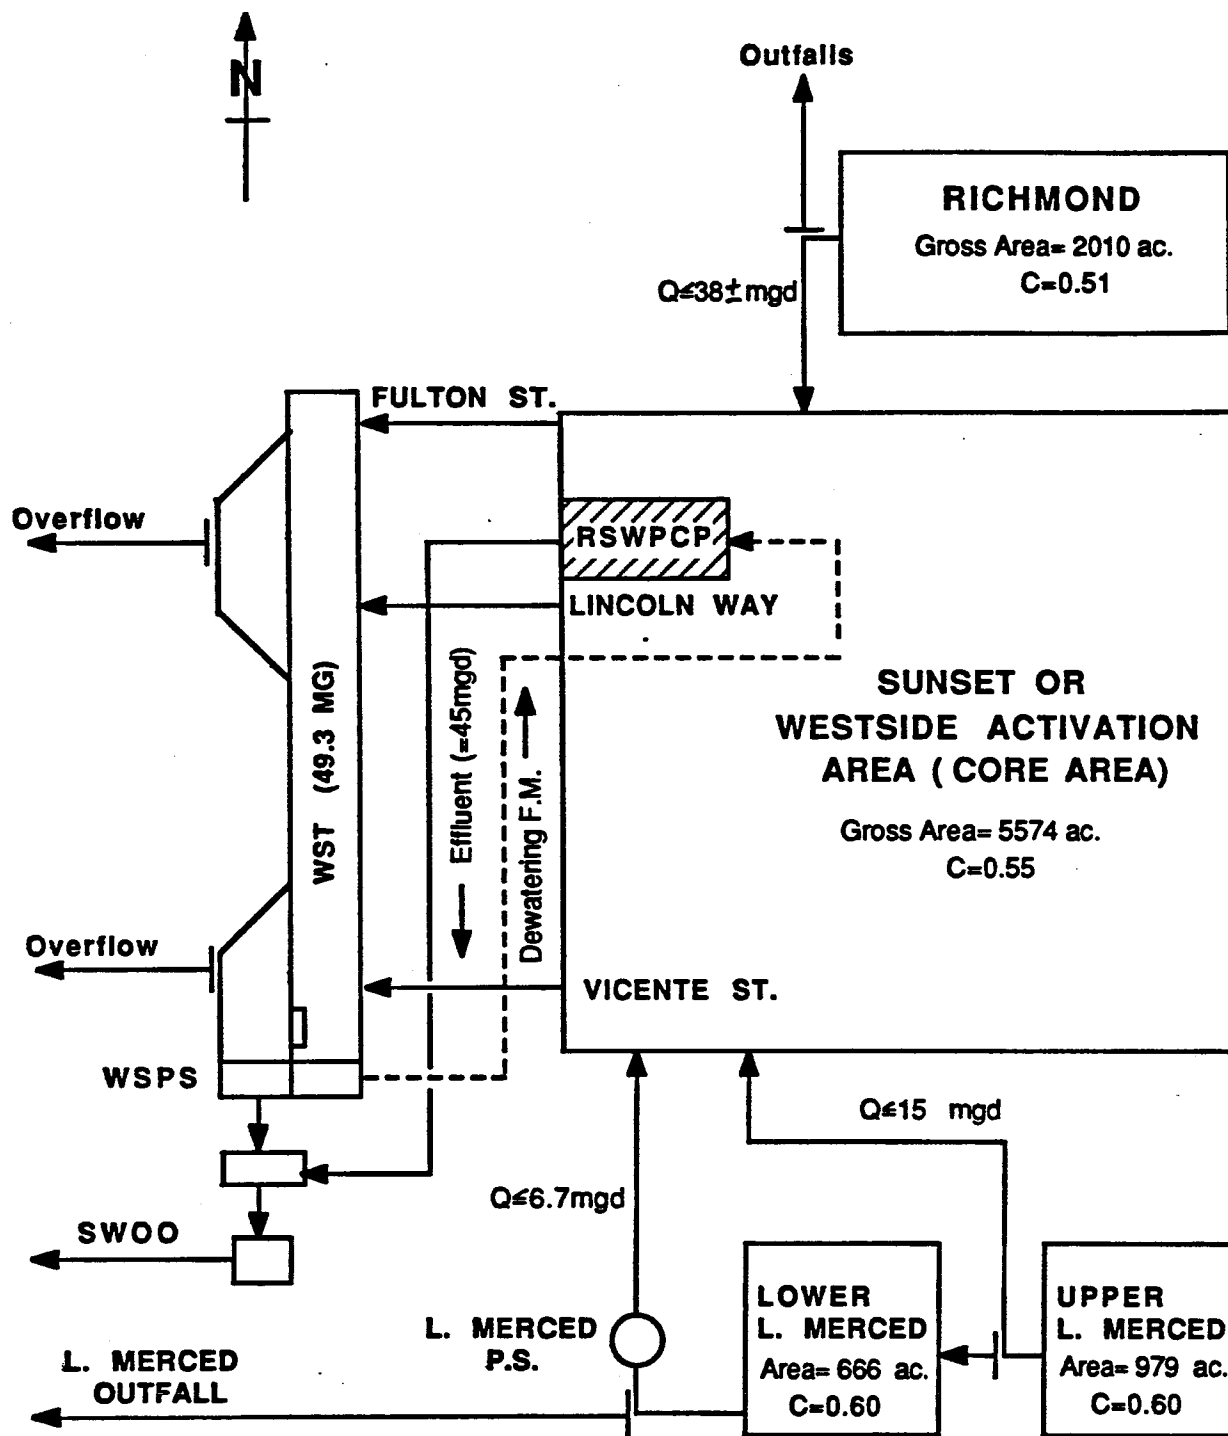 N
Outfalls
RICHMOND
Gross Area= 2010 ac.
C=0.51
Q≤38±mgd
FULTON ST.
Overflow
RSWPCP
LINCOLN WAY
WST (49.3 MG)
Effluent (=45mgd)
Dewatering F.M.
SUNSET OR
WESTSIDE ACTIVATION
AREA ( CORE AREA)
Gross Area= 5574 ac.
C=0.55
Overflow
VICENTE ST.
WSPS
Q≤15 mgd
Q≤6.7mgd
SWOO
L. MERCED
P.S.
LOWER
L. MERCED
Area= 666 ac.
C=0.60
UPPER
L. MERCED
Area= 979 ac.
C=0.60
L. MERCED
OUTFALL